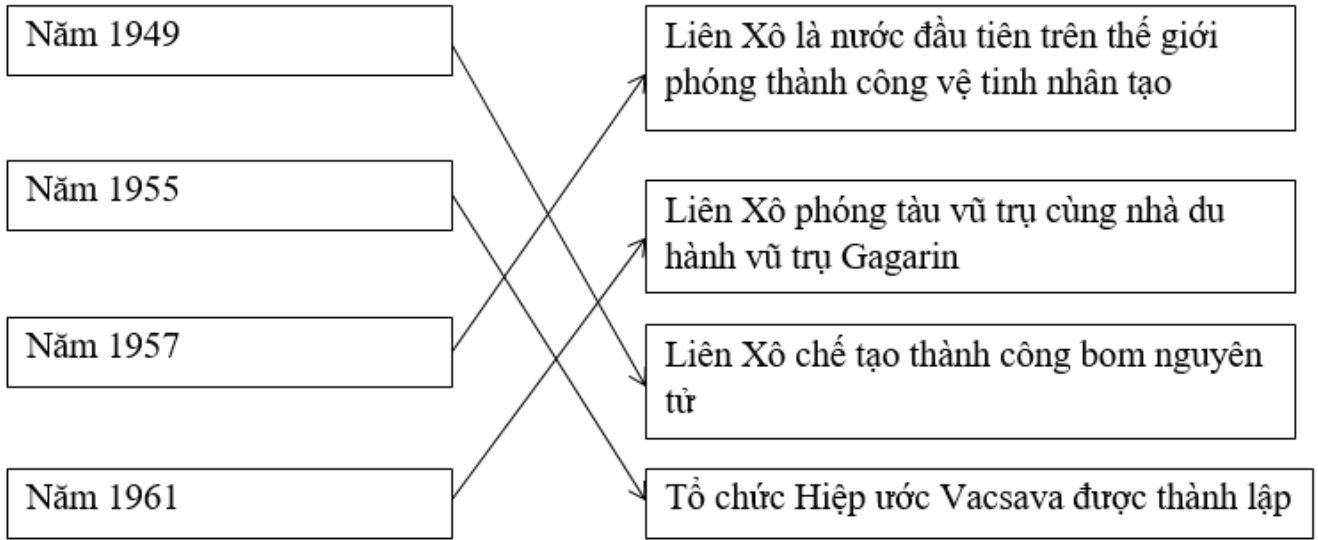 Năm 1949
Liên Xô là nước đầu tiên trên thế giới
phóng thành công vệ tinh nhân tạo
Năm 1955
Liên Xô phóng tàu vũ trụ cùng nhà du
hành vũ trụ Gagarin
Năm 1957
Liên Xô chế tạo thành công bom nguyên
tử
Năm 1961
Tổ chức Hiệp ước Vacsava được thành lập